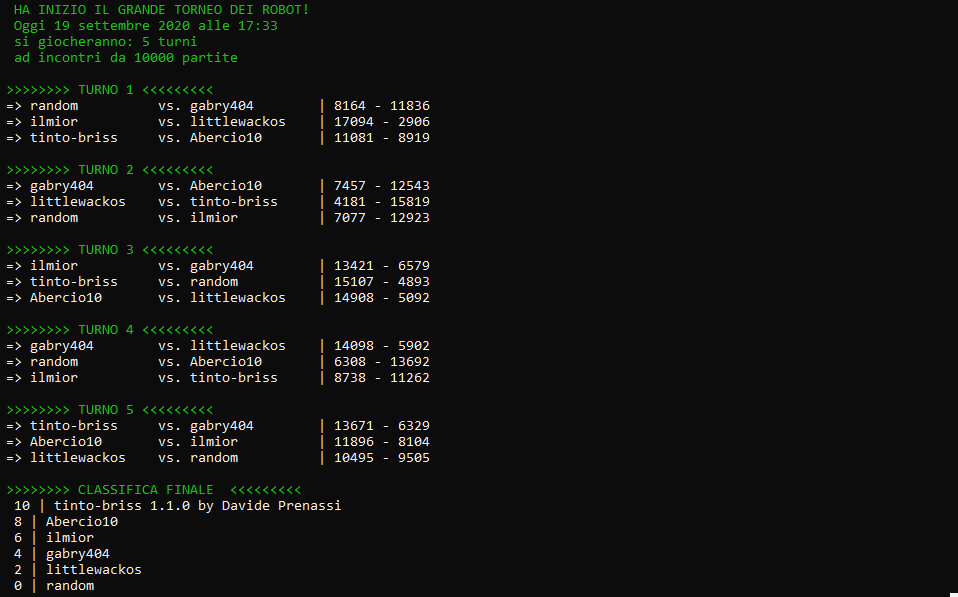 HA INIZIO IL GRANDE TORNEO DEI ROBOT!
Oggi 19 settembre 2020 alle 17:33
si giocheranno: 5 turni
ad incontri da 10000 partite
>>>>>>>> TURNO 1 <<<<<<<<<
=> random vs. gabry404 | 8164 - 11836
=> ilmior vs. littlewackos | 17094 - 2906
=> tinto-briss vs. Abercio10 | 11081 - 8919
>>>>>>>> TURNO 2 <<<<<<<<<
=> gabry404 vs. Abercio10 | 7457 - 12543
=> littlewackos vs. tinto-briss | 4181 - 15819
=> random vs. ilmior | 7077 - 12923
>>>>>>>> TURNO 3 <<<<<<<<<
=> ilmior vs. gabry404 | 13421 - 6579
=> tinto-briss vs. random | 15107 - 4893
=> Abercio10 vs. littlewackos | 14908 - 5092
>>>>>>>> TURNO 4 <<<<<<<<<
=> gabry404 vs. littlewackos | 14098 - 5902
=> random vs. Abercio10 | 6308 - 13692
=> ilmior vs. tinto-briss | 8738 - 11262
>>>>>>>> TURNO 5 <<<<<<<<<
=> tinto-briss vs. gabry404 | 13671 - 6329
=> Abercio10 vs. ilmior | 11896 - 8104
=> littlewackos vs. random | 10495 - 9505
>>>>>>>> CLASSIFICA FINALE <<<<<<<<<
10 | tinto-briss 1.1.0 by Davide Prenassi
8 | Abercio10
6 | ilmior
4 | gabry404
2 | littlewackos
0 | random